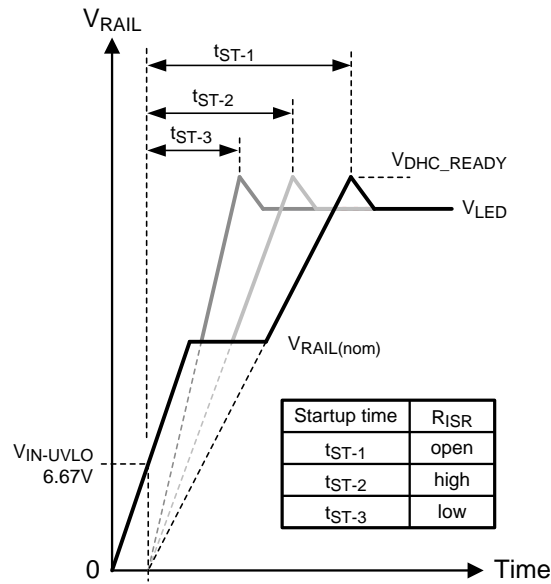 VRAIL
tST-1
tST-2
tST-3
VDHC_READY
VLED
VRAIL(nom)
Startup time RISR
tST-1 open
tST-2 high
tST-3 low
VIN-UVLO
6.67V
0
Time